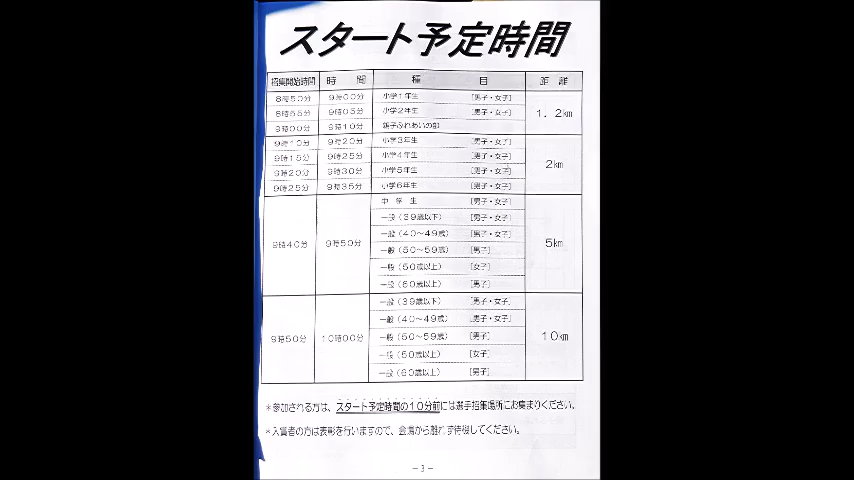 スタート予定時間
招集開始時間 時 間 種 目 距 離
8時50分 9時00分 小学1年生 [男子・女子]
8時55分 9時05分 小学2年生 [男子・女子] 1.2km
9時00分 9時10分 親子ふれあいの部
9時10分 9時20分 小学3年生 [男子・女子]
9時15分 9時25分 小学4年生 [男子・女子] 2km
9時20分 9時30分 小学5年生 [男子・女子]
9時25分 9時35分 小学6年生 [男子・女子]
中 学 生 [男子・女子]
一般(39歳以下) [男子・女子]
一般(40〜49歳) [男子・女子]
9時40分 9時50分 一般(50〜59歳) [男子] 5km
一般(50歳以上) [女子]
一般(60歳以上) [男子]
一般(39歳以下) [男子・女子]
一般(40〜49歳) [男子・女子]
9時50分 10時00分 一般(50〜59歳) [男子] 10km
一般(50歳以上) [女子]
一般(60歳以上) [男子]
*参加される方は、スタート予定時間の10分前には選手招集場所にお集まりください。
*入賞者の方は表彰を行いますので、会場から離れず待機してください。
-3-